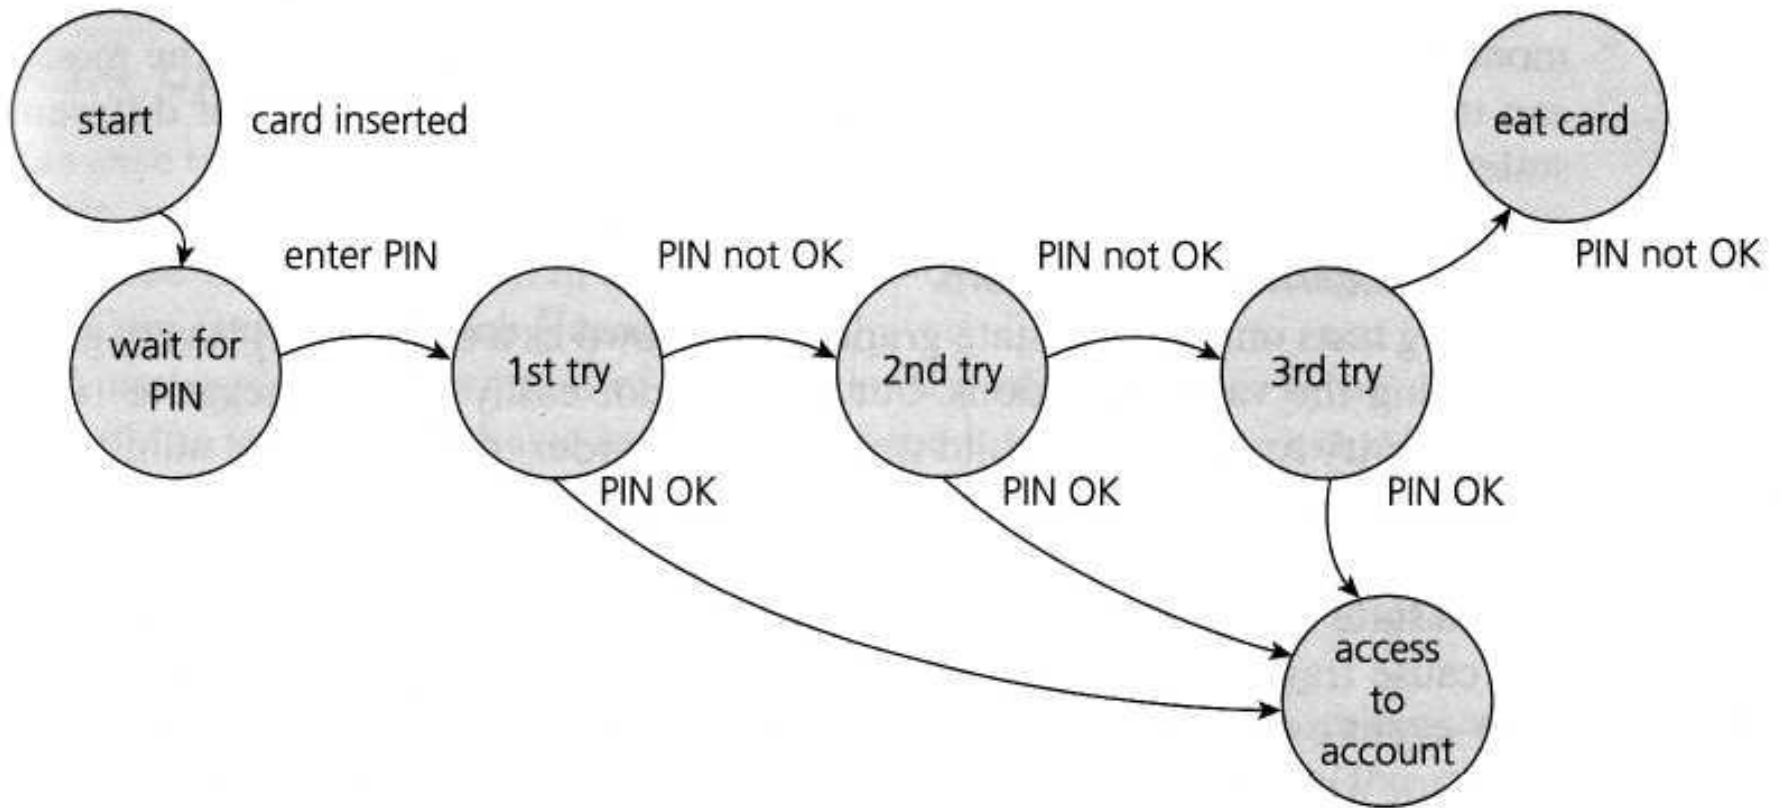 start
card inserted
eat card
enter PIN
PIN not OK
PIN not OK
PIN not OK
wait for
PIN
1st try
2nd try
3rd try
PIN OK
PIN OK
PIN OK
access
to
account